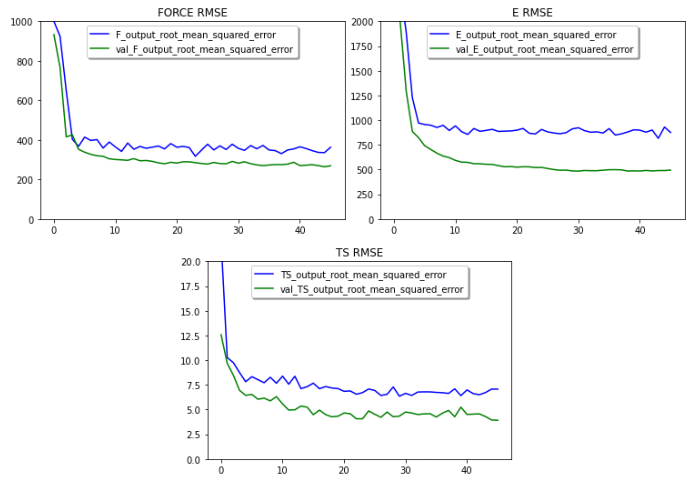 FORCE RMSE
1000
800
600
400
200
0
F_output_root_mean_squared_error
val_F_output_root_mean_squared_error
0 10 20 30 40
E RMSE
2000
1750
1500
1250
1000
750
500
250
0
E_output_root_mean_squared_error
val_E_output_root_mean_squared_error
0 10 20 30 40
TS RMSE
20.0
17.5
15.0
12.5
10.0
7.5
5.0
2.5
0.0
TS_output_root_mean_squared_error
val_TS_output_root_mean_squared_error
0 10 20 30 40